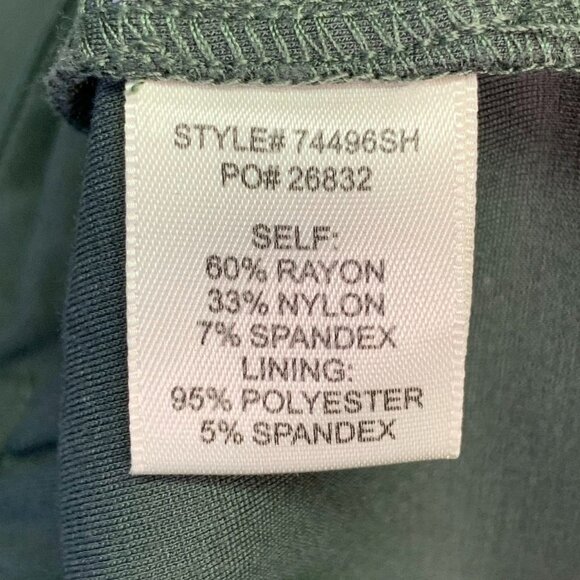 STYLE# 74496SH
PO# 26832
SELF:
60% RAYON
33% NYLON
7% SPANDEX
LINING:
95% POLYESTER
5% SPANDEX